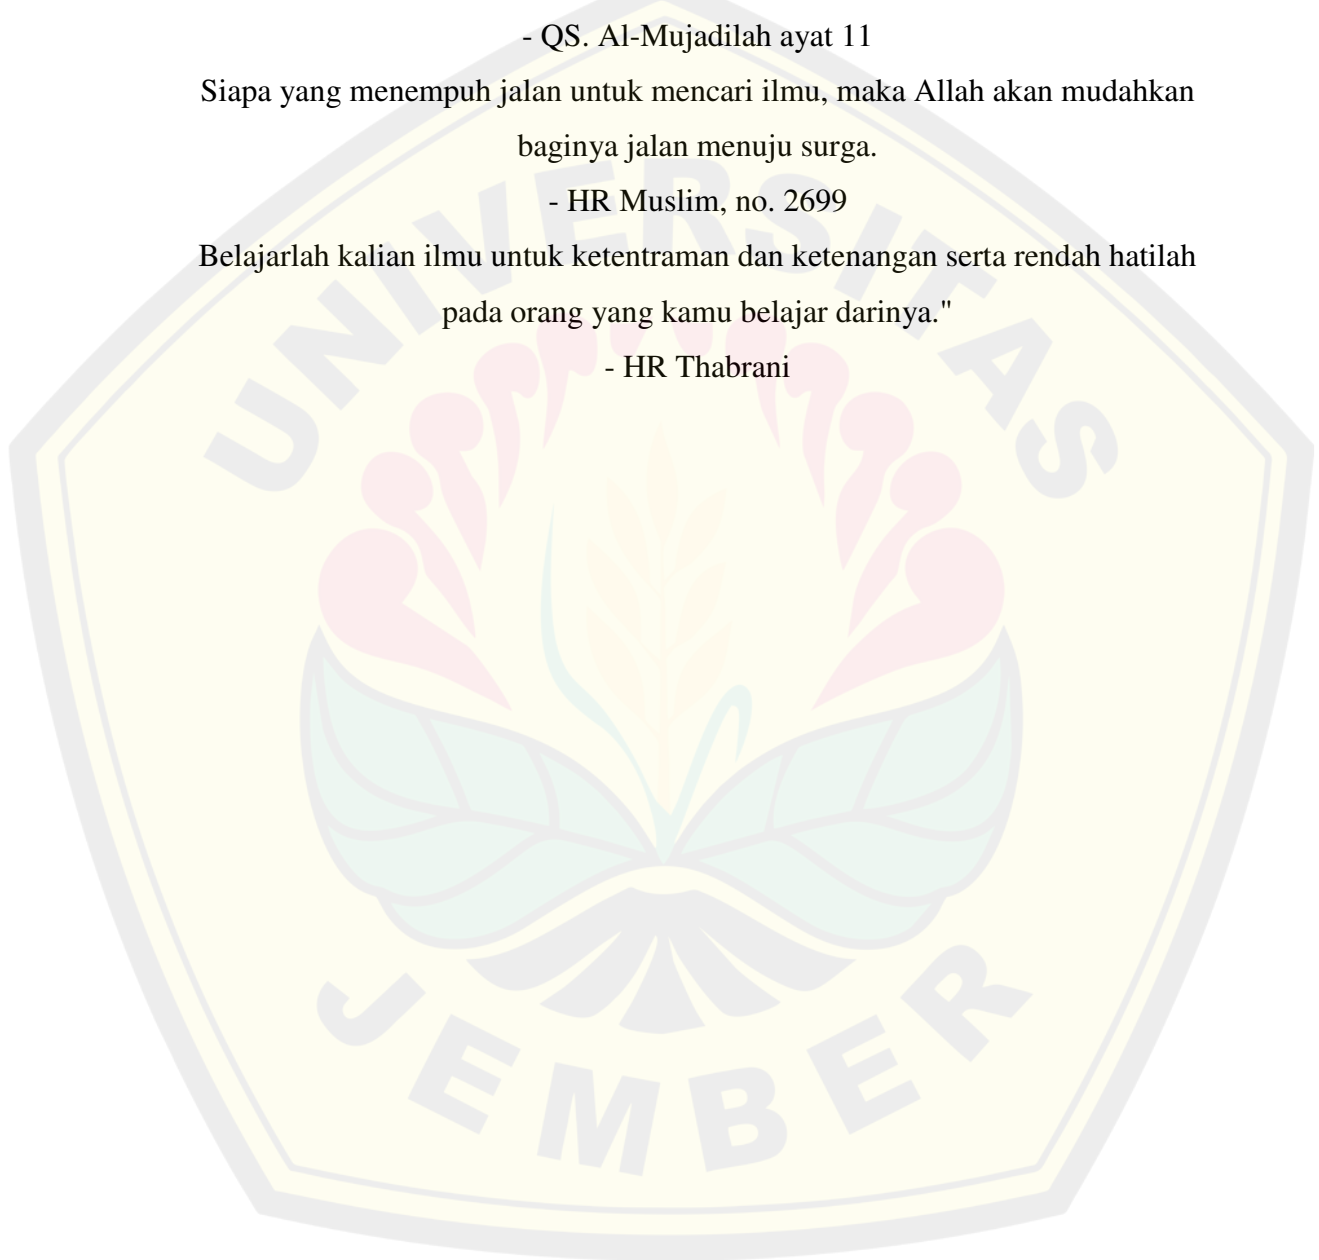 - QS. Al-Mujadilah ayat 11
Siapa yang menempuh jalan untuk mencari ilmu, maka Allah akan mudahkan
baginya jalan menuju surga.
- HR Muslim, no. 2699
Belajarlah kalian ilmu untuk ketentraman dan ketenangan serta rendah hatilah
pada orang yang kamu belajar darinya."
- HR Thabrani
UNIVERSITAS
JEMBER